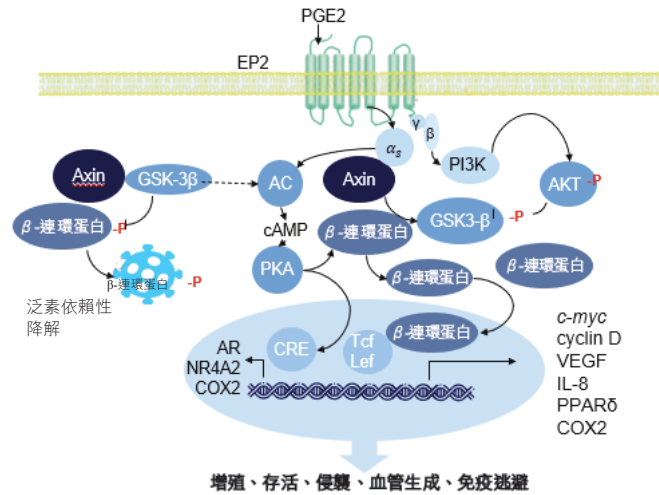 PGE2
EP2
γ
β
αs
PI3K
Axin
GSK-3β
AC
Axin
AKT
-P
β-連環蛋白
-P
cAMP
β-連環蛋白
GSK3-β
-P
PKA
β-連環蛋白
β-連環蛋白
β-連環蛋白
-P
泛素依賴性
降解
CRE
Tcf
Lef
β-連環蛋白
AR
NR4A2
COX2
c-myc
cyclin D
VEGF
IL-8
PPARδ
COX2
增殖、存活、侵襲、血管生成、免疫逃避